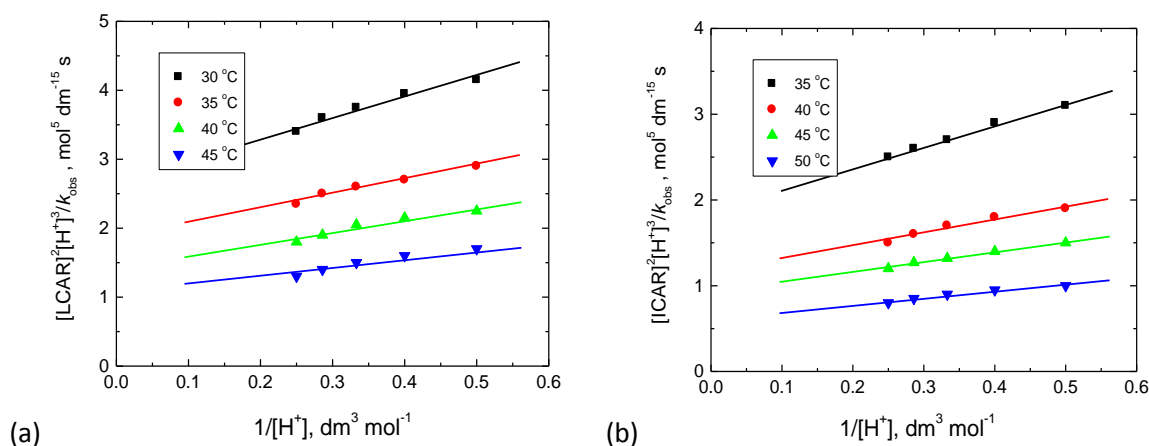 [LCAR]²[H⁺]³/k_obs , mol⁵ dm⁻¹⁵ s
5
4
3
2
1
0
30 °C
35 °C
40 °C
45 °C
0.0 0.1 0.2 0.3 0.4 0.5 0.6
1/[H⁺], dm³ mol⁻¹
(a)
[ICAR]²[H⁺]³/k_obs , mol⁵ dm⁻¹⁵ s
4
3
2
1
0
35 °C
40 °C
45 °C
50 °C
0.0 0.1 0.2 0.3 0.4 0.5 0.6
1/[H⁺], dm³ mol⁻¹
(b)